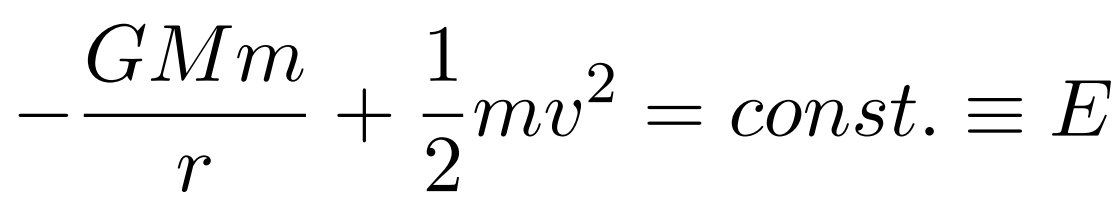 $-\frac{GMm}{r} + \frac{1}{2}mv^2 = const. \equiv E$